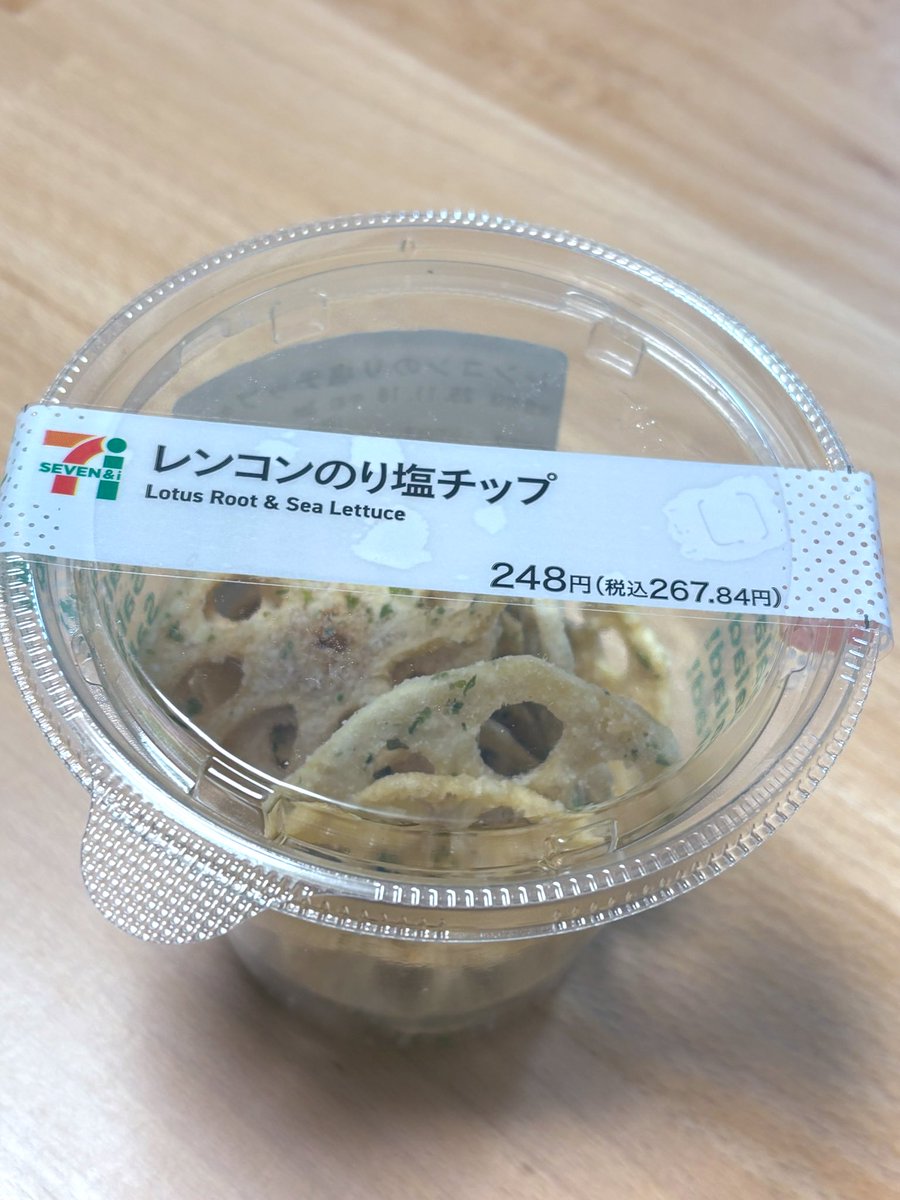 SEVEN&i
レンコンのり塩チップ
Lotus Root & Sea Lettuce
248円(税込267.84円)